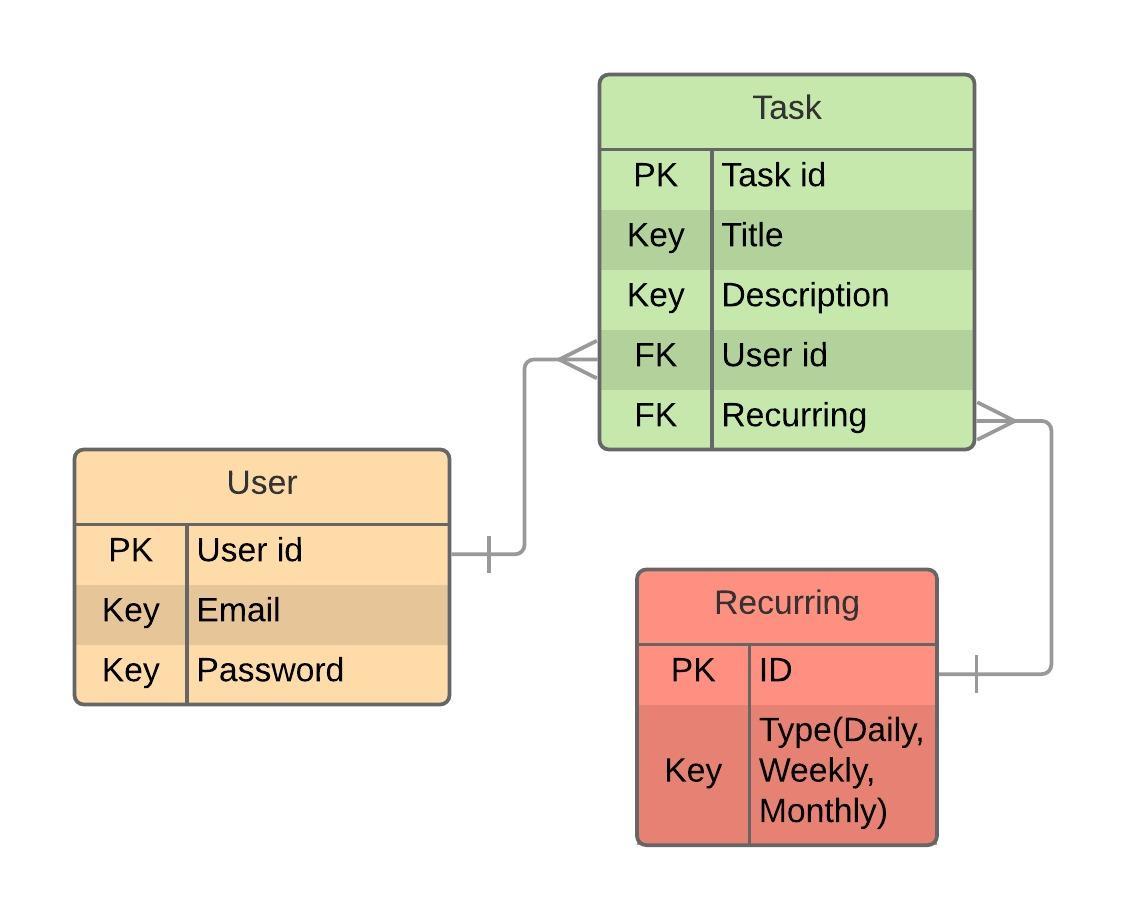 Task
PK Task id
Key Title
Key Description
FK User id
FK Recurring
User
PK User id
Key Email
Key Password
Recurring
PK ID
Type(Daily,
Key Weekly,
Monthly)